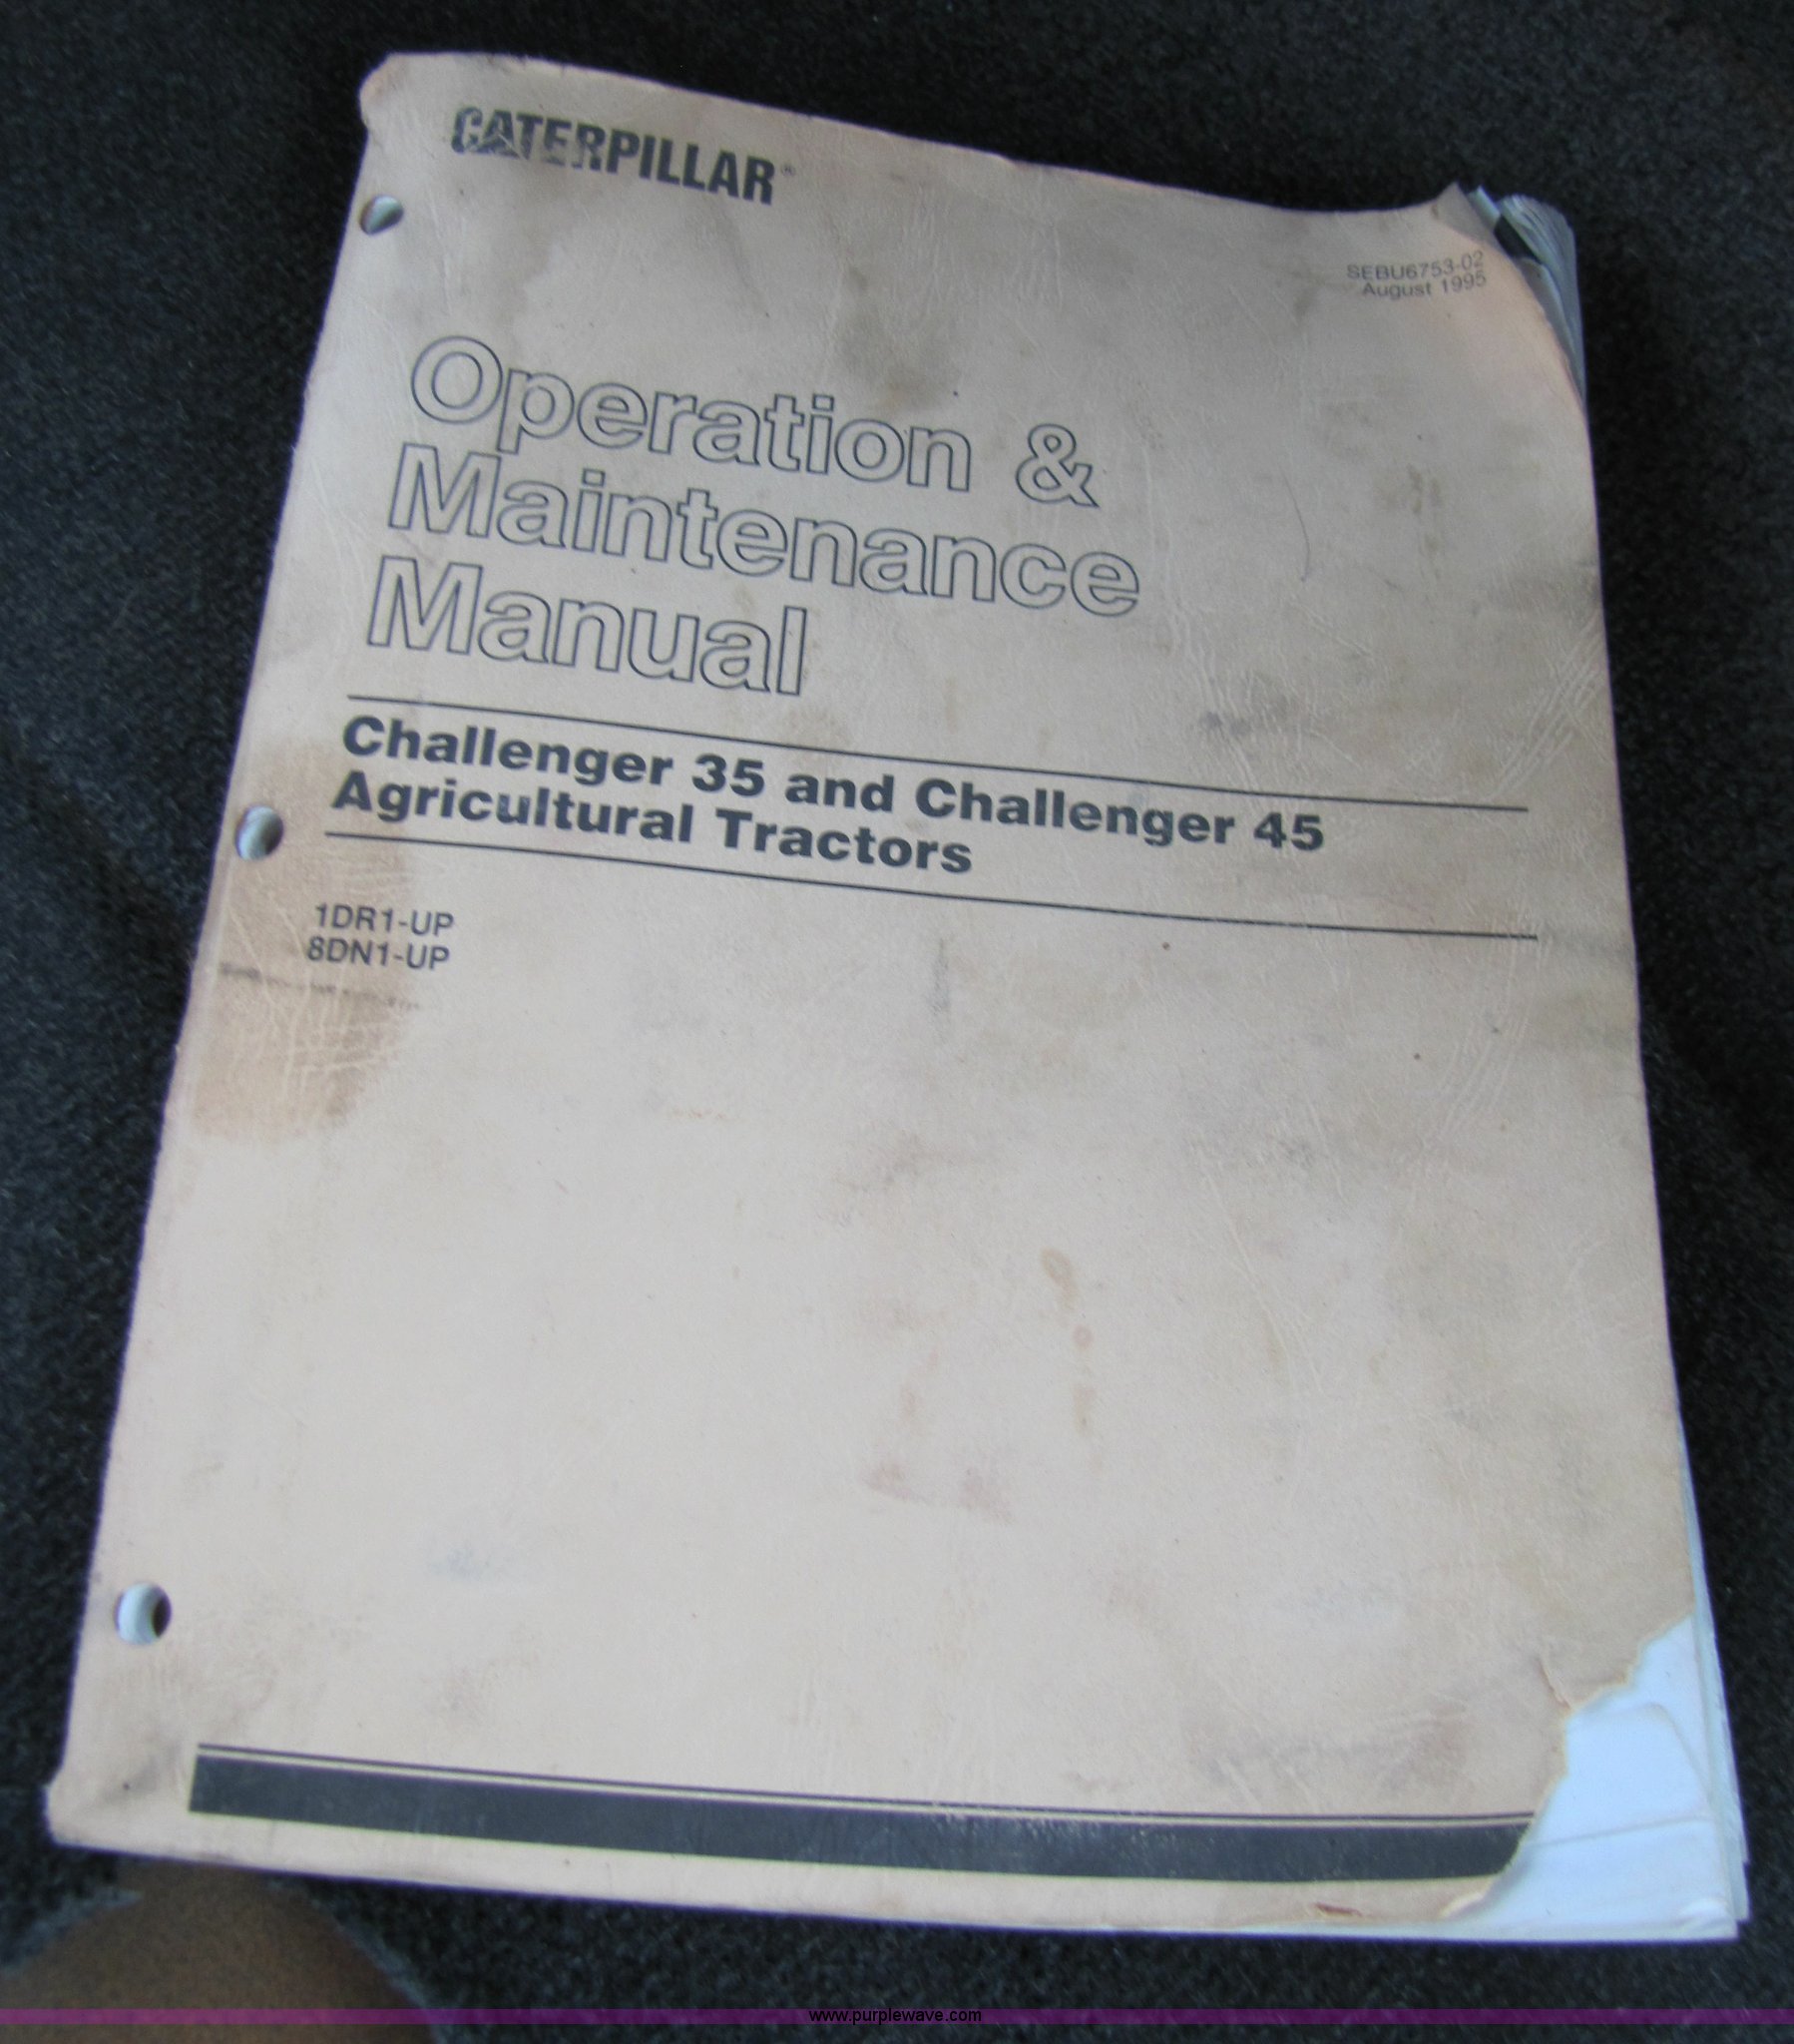 CATERPILLAR®
SEBU6753-02
August 1995
Operation &
Maintenance
Manual
Challenger 35 and Challenger 45
Agricultural Tractors
1DR1-UP
8DN1-UP
www.purplewave.com